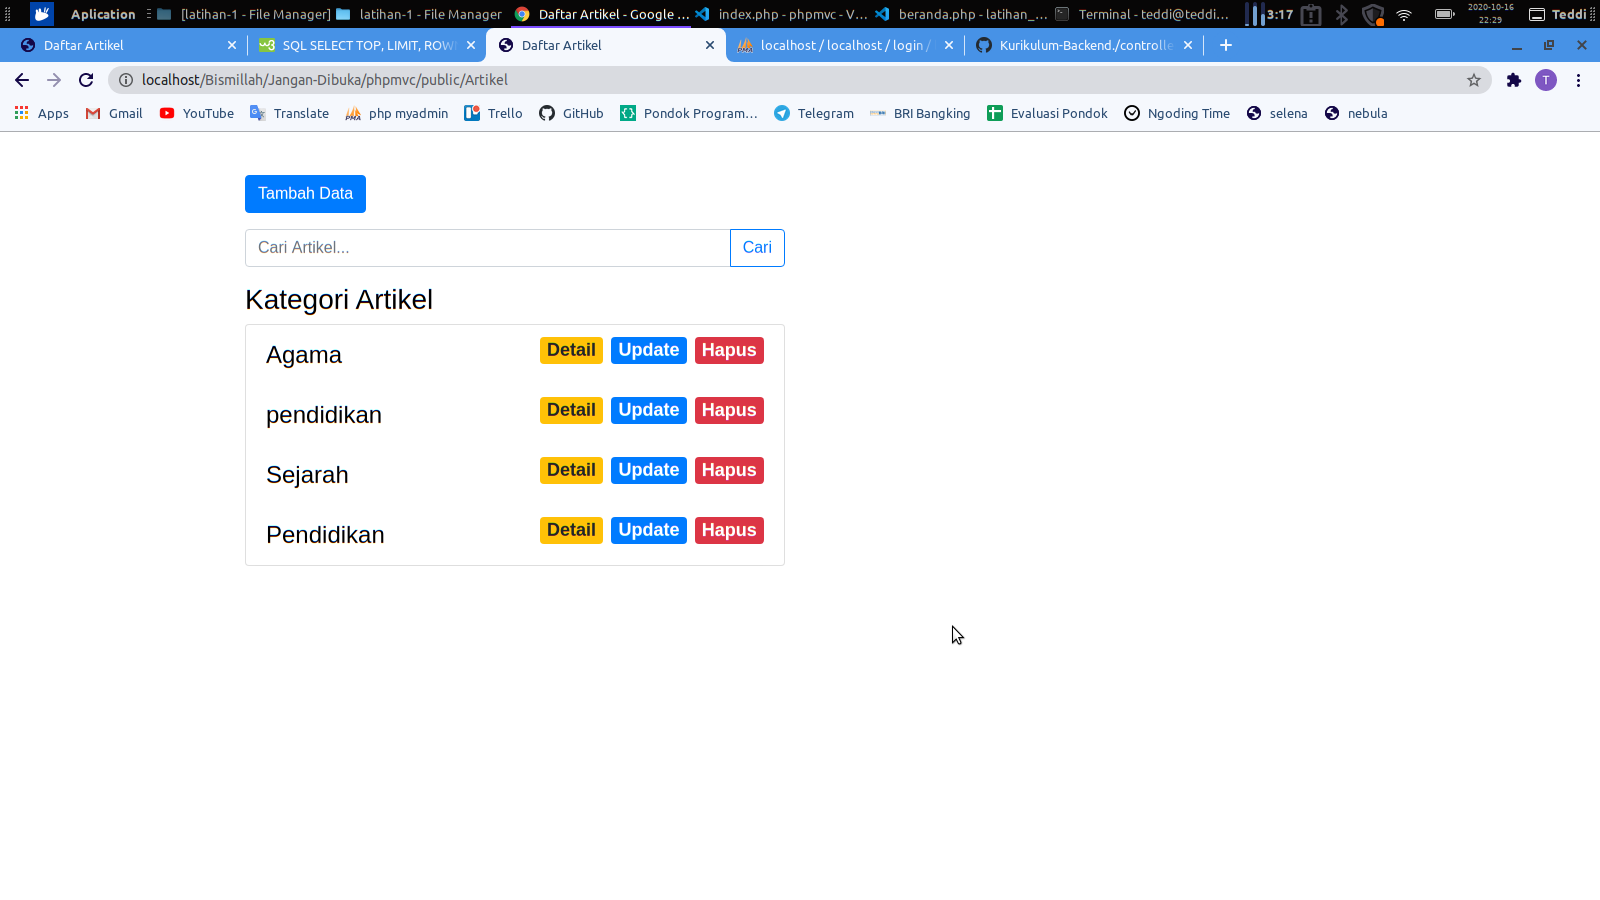 Aplication
[latihan-1 - File Manager]
latihan-1 - File Manager
Daftar Artikel - Google ...
index.php - phpmvc - V...
beranda.php - latihan_...
Terminal - teddi@teddi...
3:17
2020-10-16
22:29
Teddi
Daftar Artikel
SQL SELECT TOP, LIMIT, ROW
Daftar Artikel
localhost / localhost / login /
Kurikulum-Backend./controlle
localhost/Bismillah/Jangan-Dibuka/phpmvc/public/Artikel
T
Apps
Gmail
YouTube
Translate
php myadmin
Trello
GitHub
Pondok Program...
Telegram
BRI Bangking
Evaluasi Pondok
Ngoding Time
selena
nebula
Tambah Data
Cari Artikel...
Cari
Kategori Artikel
Agama Detail Update Hapus
pendidikan Detail Update Hapus
Sejarah Detail Update Hapus
Pendidikan Detail Update Hapus